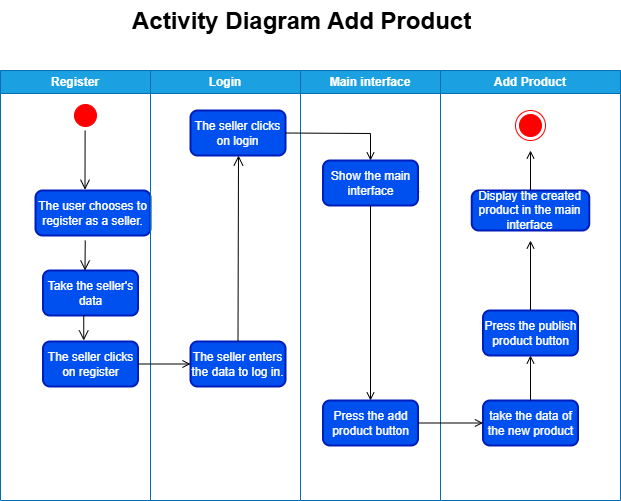 Activity Diagram Add Product
Register
Login
Main interface
Add Product
The user chooses to
register as a seller.
Take the seller's
data
The seller clicks
on register
The seller clicks
on login
The seller enters
the data to log in.
Show the main
interface
Press the add
product button
Display the created
product in the main
interface
Press the publish
product button
take the data of
the new product